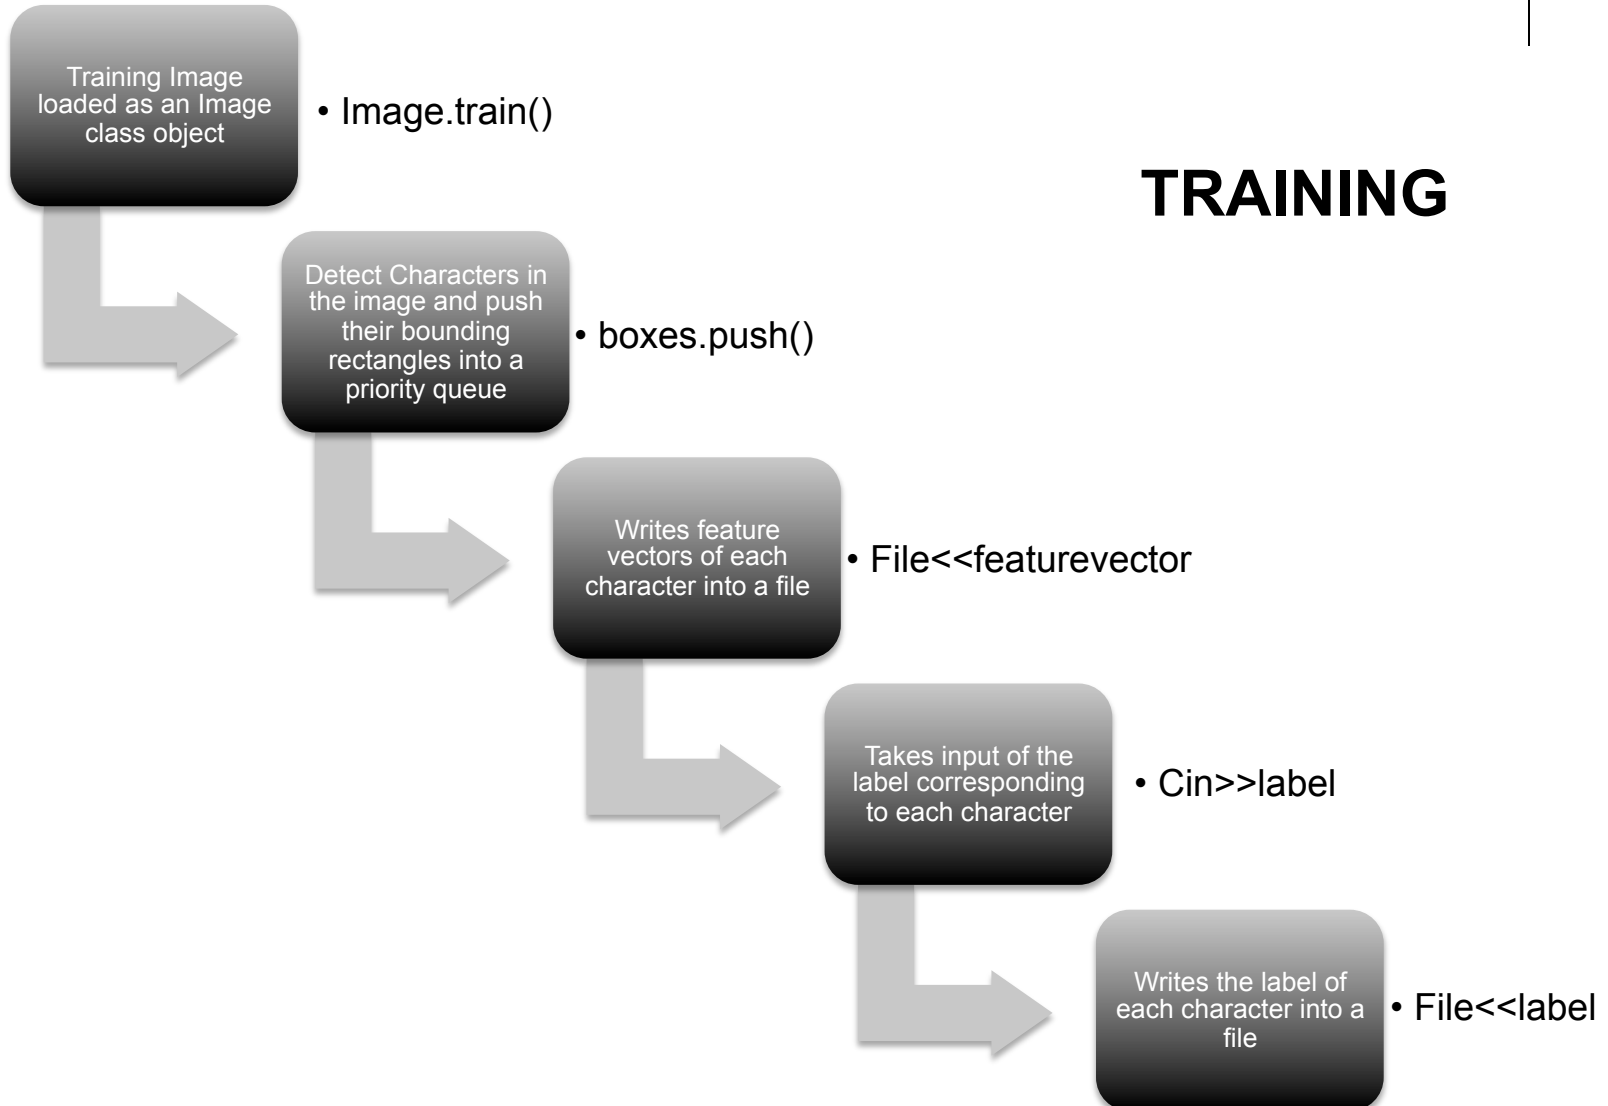 Training Image
loaded as an Image
class object
• Image.train()
TRAINING
Detect Characters in
the image and push
their bounding
rectangles into a
priority queue
• boxes.push()
Writes feature
vectors of each
character into a file
• File<<featurevector
Takes input of the
label corresponding
to each character
• Cin>>label
Writes the label of
each character into a
file
• File<<label